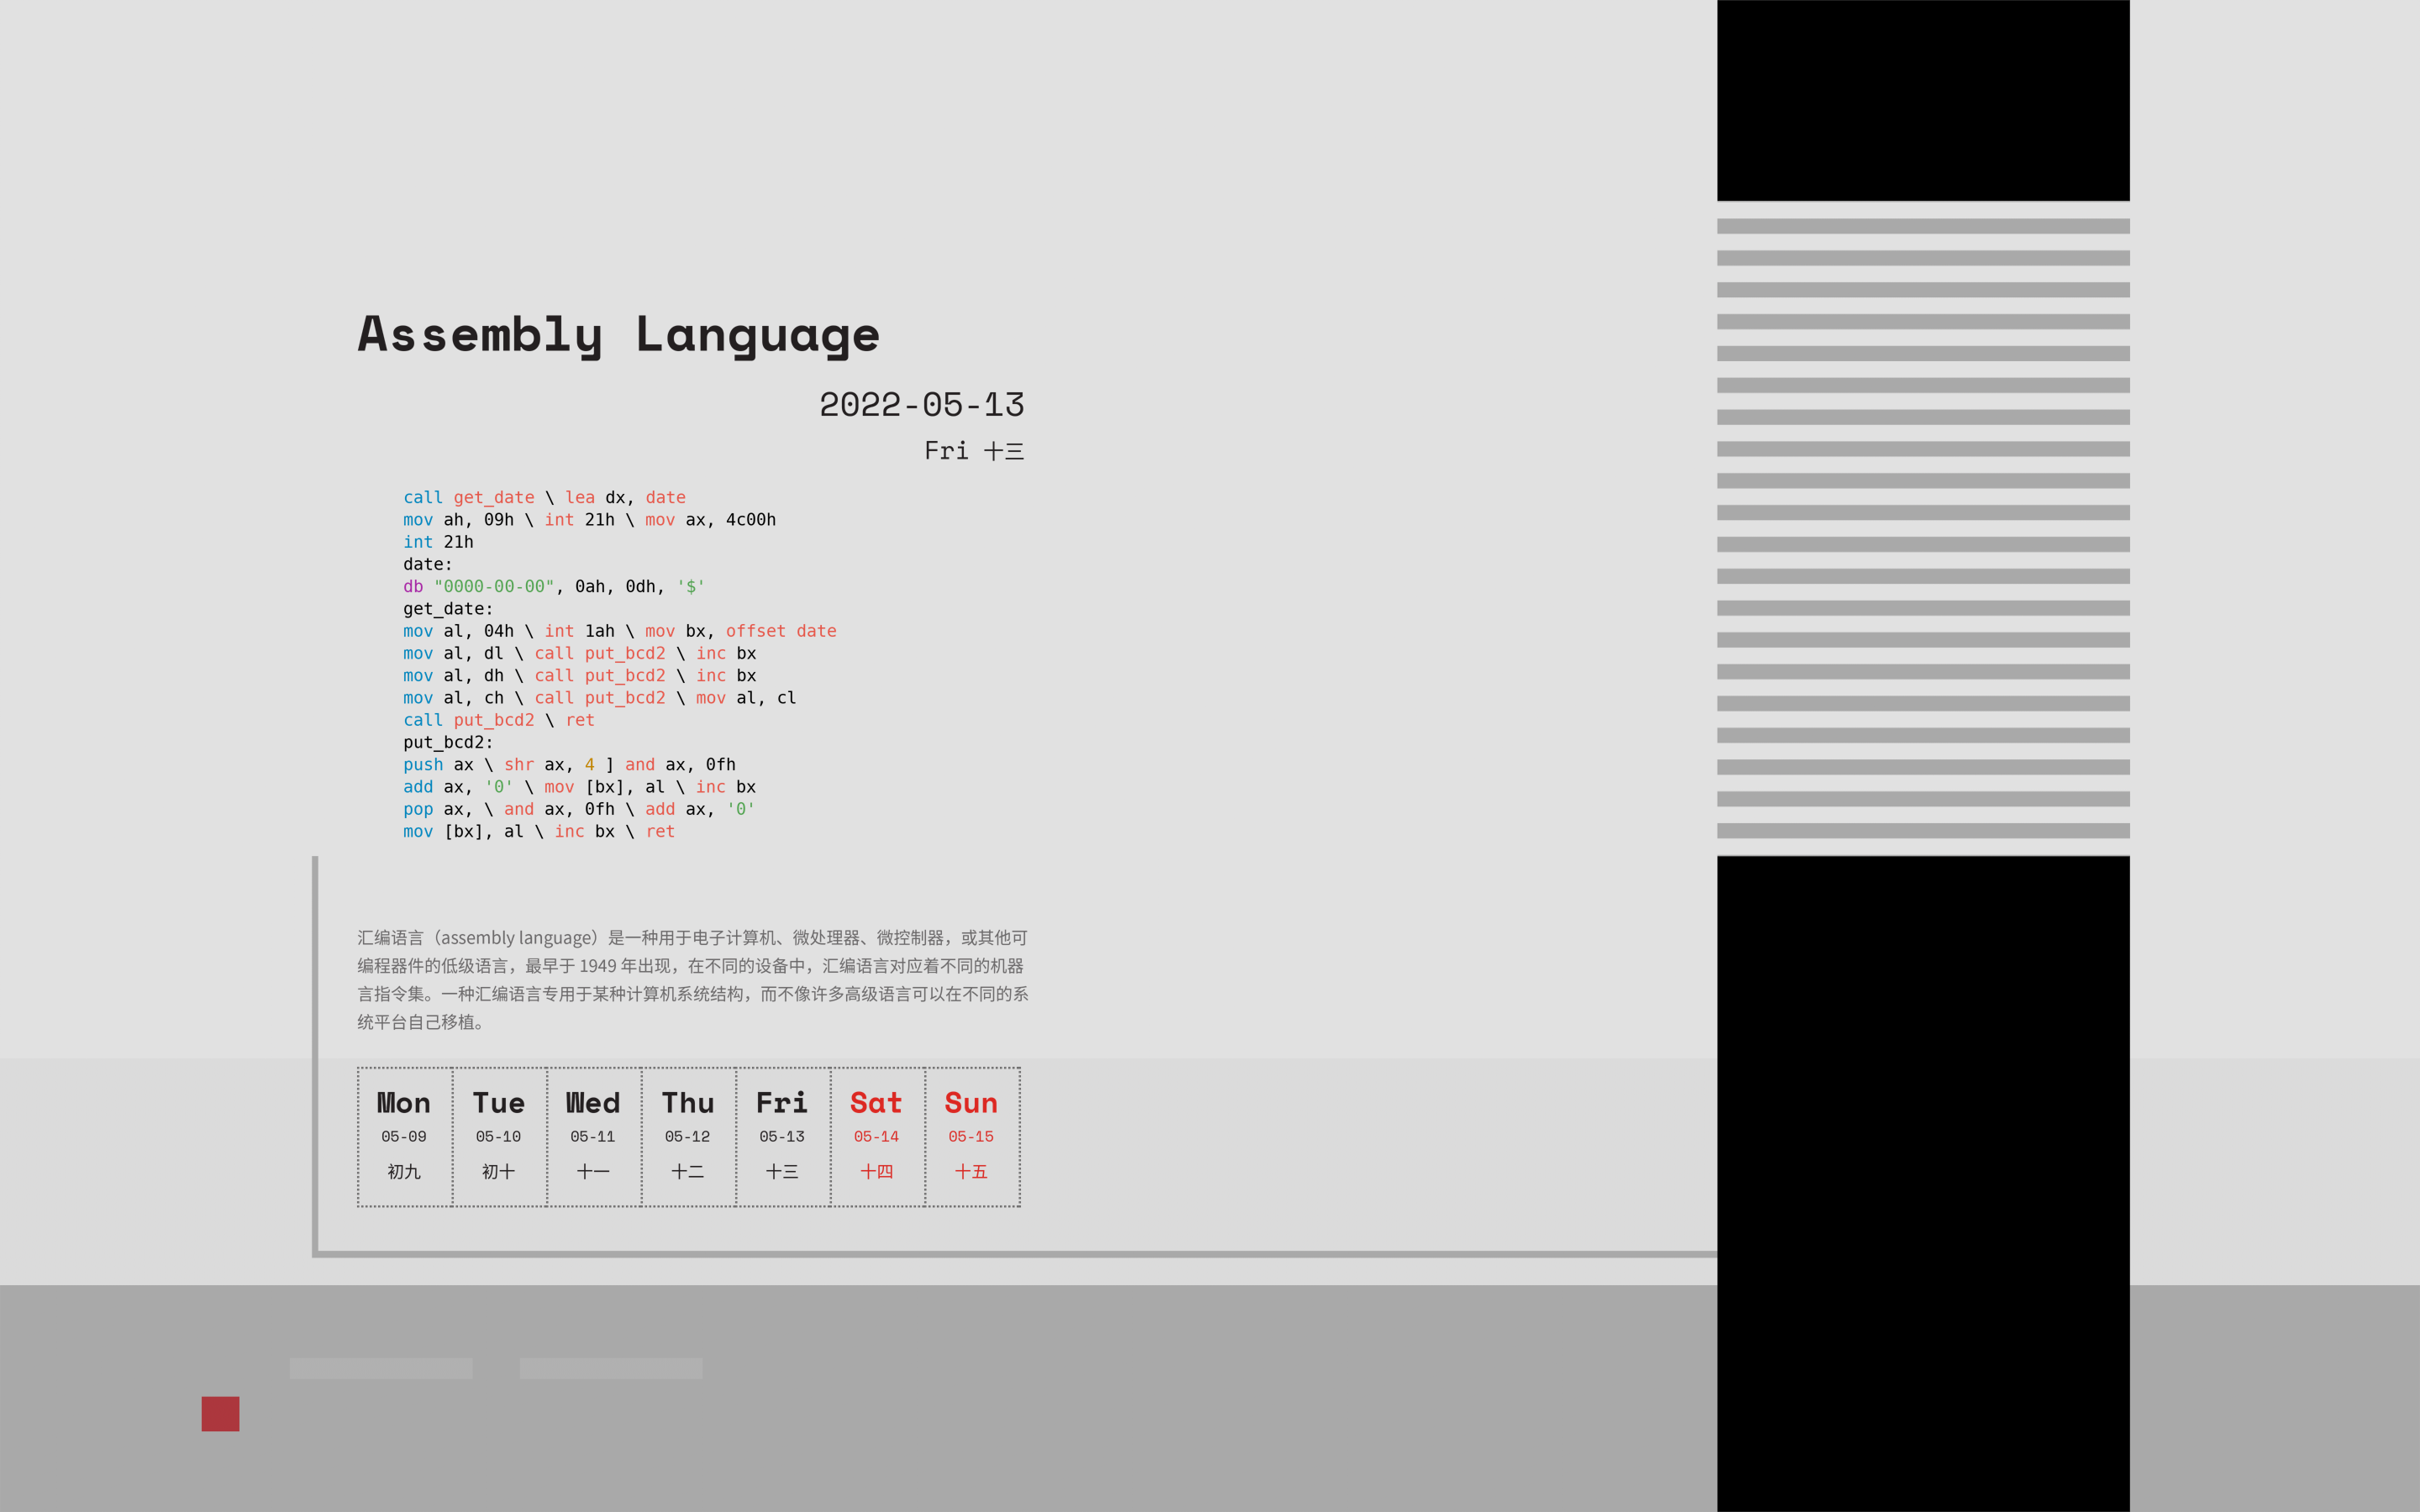 Assembly Language
2022-05-13
Fri 十三
call get_date \ lea dx, date
mov ah, 09h \ int 21h \ mov ax, 4c00h
int 21h
date:
db "0000-00-00", 0ah, 0dh, '$'
get_date:
mov al, 04h \ int 1ah \ mov bx, offset date
mov al, dl \ call put_bcd2 \ inc bx
mov al, dh \ call put_bcd2 \ inc bx
mov al, ch \ call put_bcd2 \ mov al, cl
call put_bcd2 \ ret
put_bcd2:
push ax \ shr ax, 4 ] and ax, 0fh
add ax, '0' \ mov [bx], al \ inc bx
pop ax, \ and ax, 0fh \ add ax, '0'
mov [bx], al \ inc bx \ ret
汇编语言（assembly language）是一种用于电子计算机、微处理器、微控制器，或其他可
编程器件的低级语言，最早于 1949 年出现，在不同的设备中，汇编语言对应着不同的机器
言指令集。一种汇编语言专用于某种计算机系统结构，而不像许多高级语言可以在不同的系
统平台自己移植。
Mon Tue Wed Thu Fri Sat Sun
05-09 05-10 05-11 05-12 05-13 05-14 05-15
初九 初十 十一 十二 十三 十四 十五